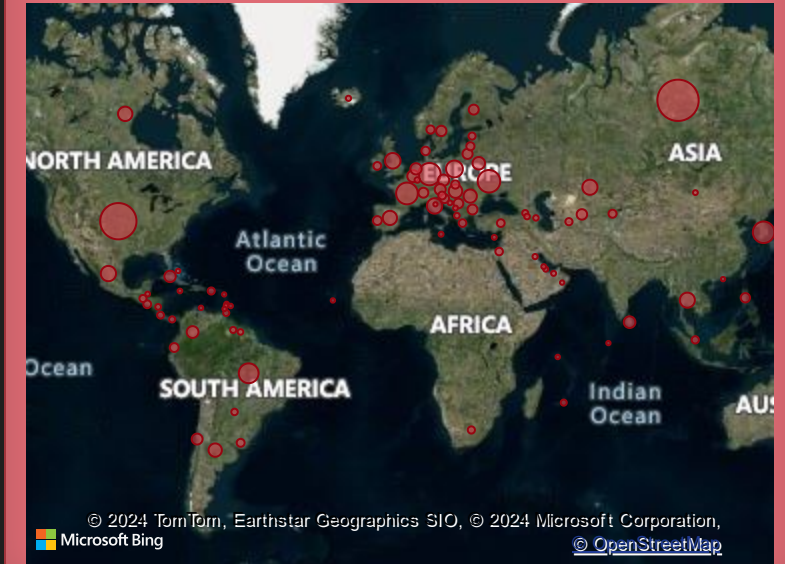 NORTH AMERICA
EUROPE
ASIA
Atlantic
Ocean
AFRICA
Ocean
SOUTH AMERICA
Indian
Ocean
AUS
© 2024 TomTom, Earthstar Geographics SIO, © 2024 Microsoft Corporation,
Microsoft Bing
© OpenStreetMap